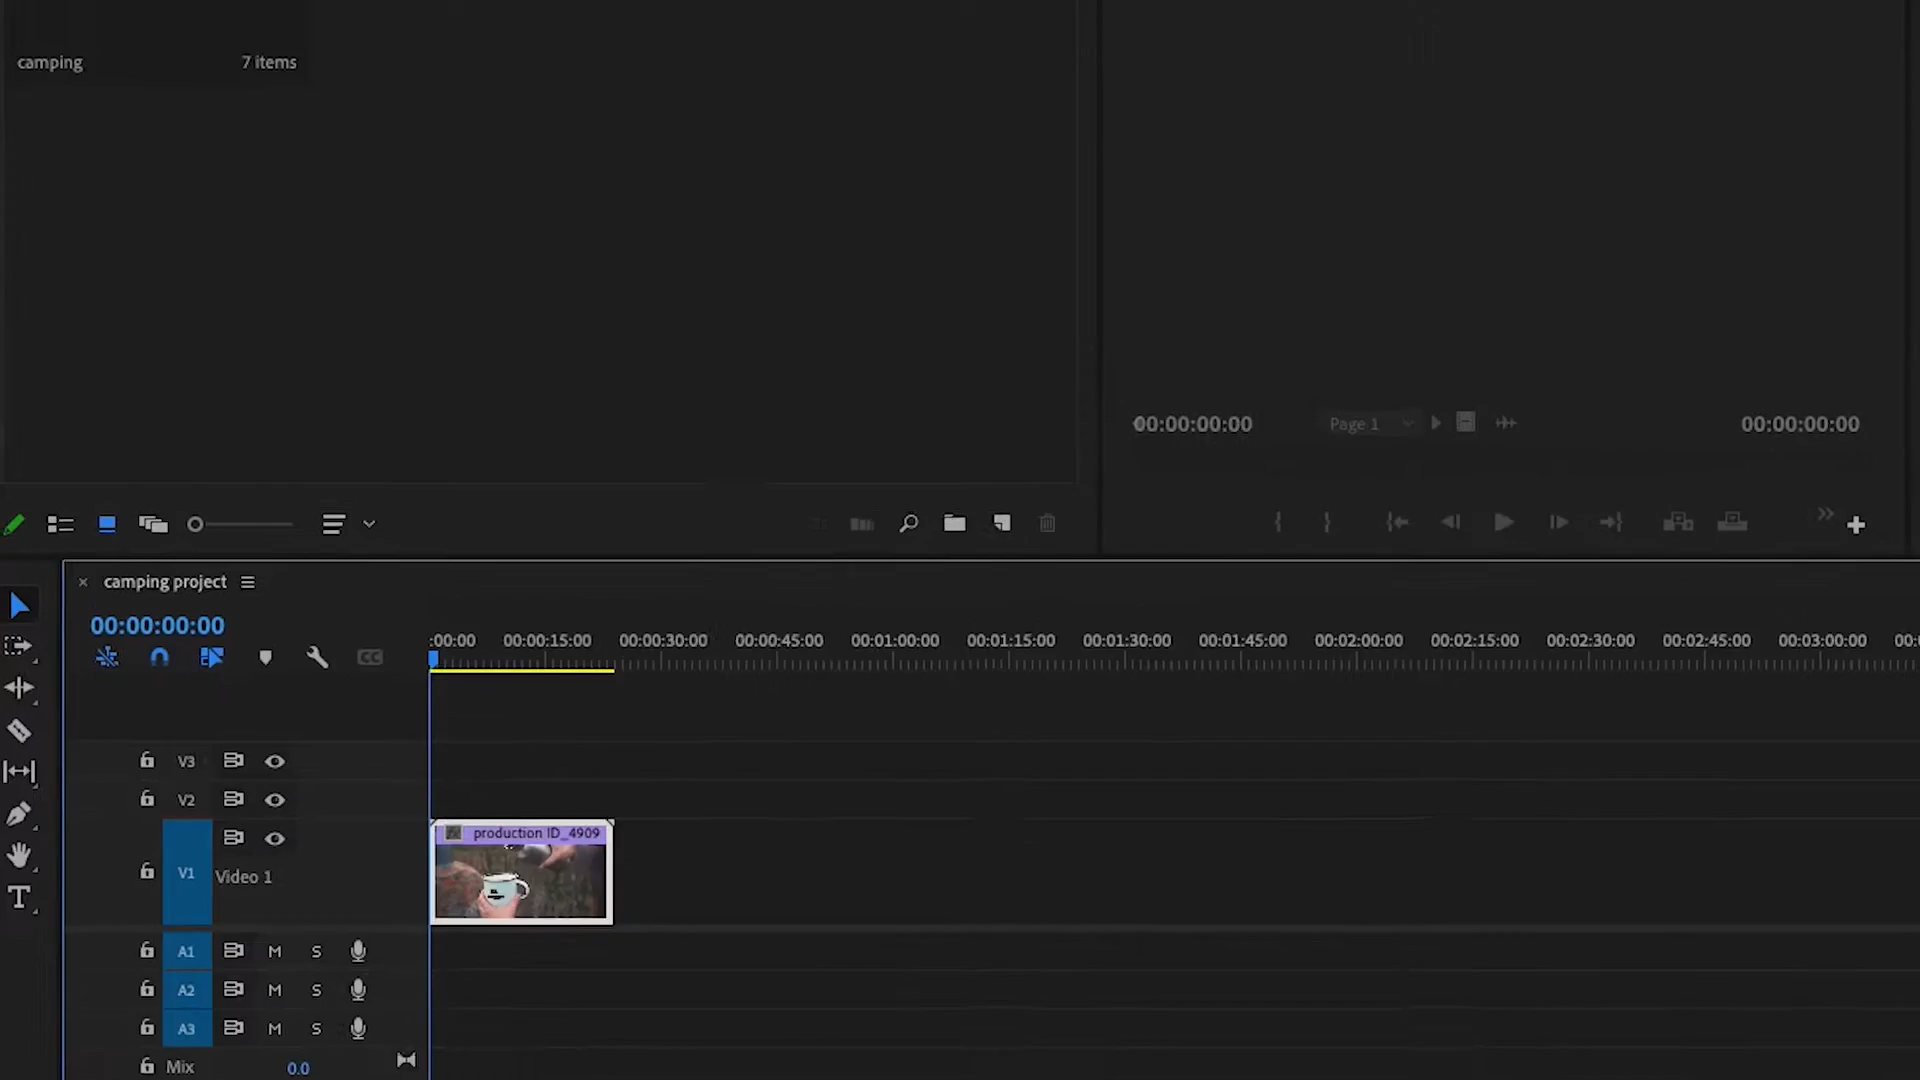 camping 7 items
00:00:00:00 Page 1 00:00:00:00
camping project
00:00:00:00
:00:00 00:00:15:00 00:00:30:00 00:00:45:00 00:01:00:00 00:01:15:00 00:01:30:00 00:01:45:00 00:02:00:00 00:02:15:00 00:02:30:00 00:02:45:00 00:03:00:00 00:0
CC
V3
V2
production ID_4909
V1 Video 1
A1 M S
A2 M S
A3 M S
Mix 0.0